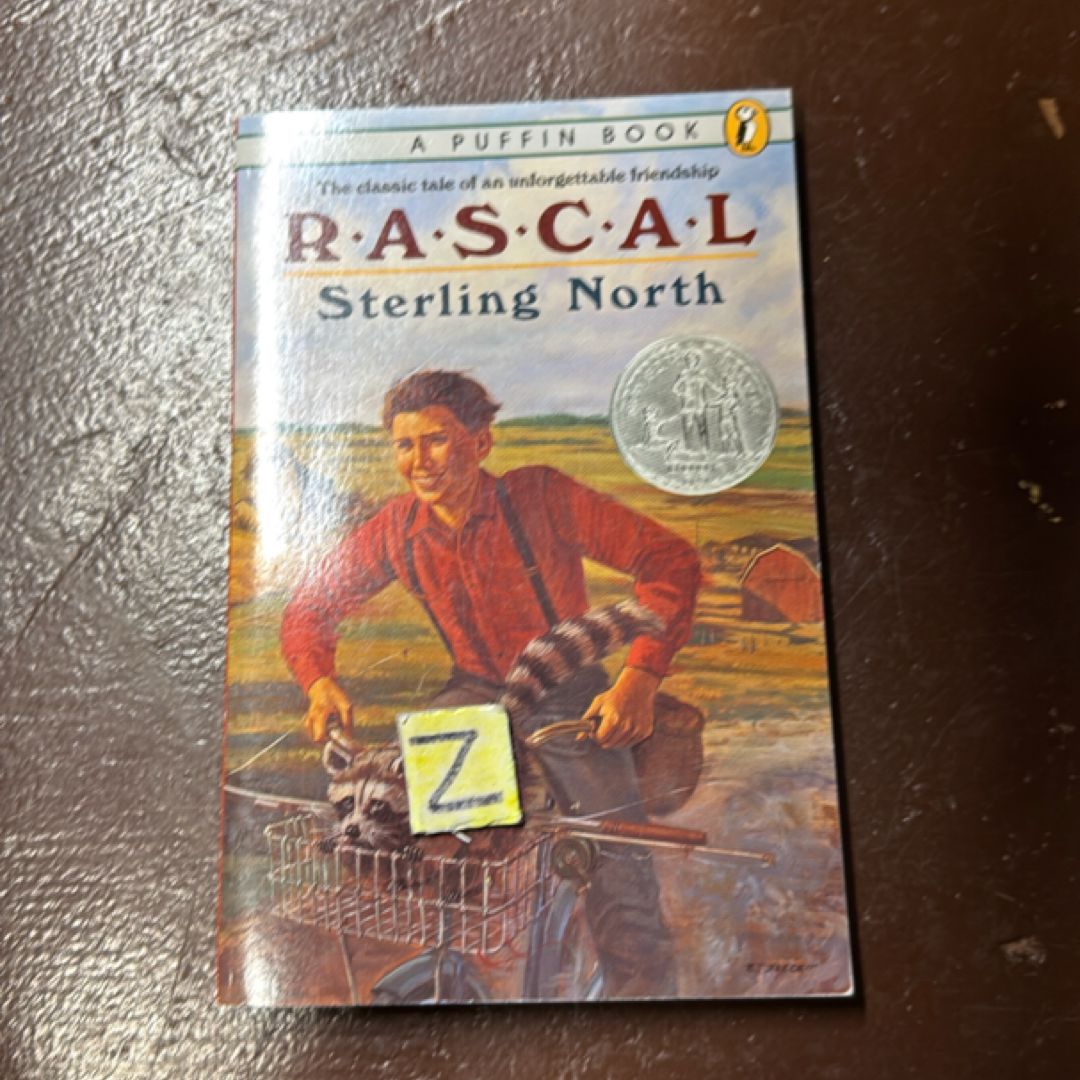 A PUFFIN BOOK
The classic tale of an unforgettable friendship
R·A·S·C·A·L
Sterling North
Z